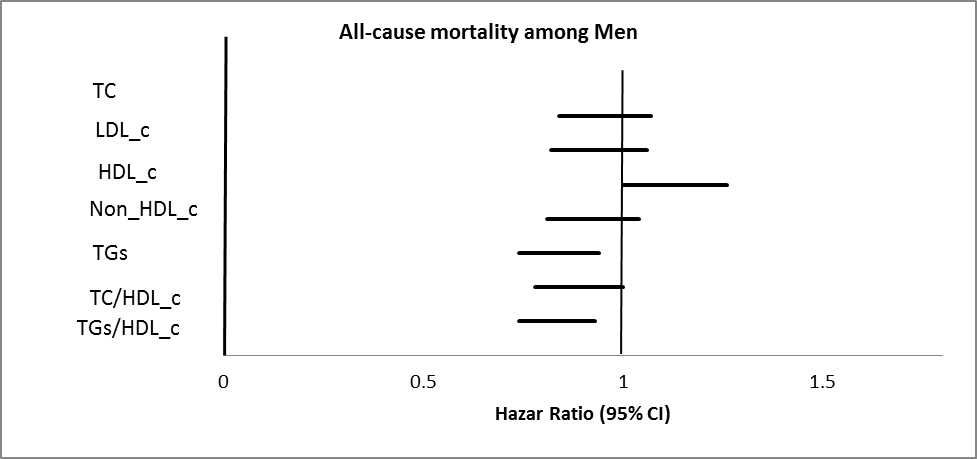 All-cause mortality among Men
TC
LDL_c
HDL_c
Non_HDL_c
TGs
TC/HDL_c
TGs/HDL_c
0 0.5 1 1.5
Hazar Ratio (95% CI)